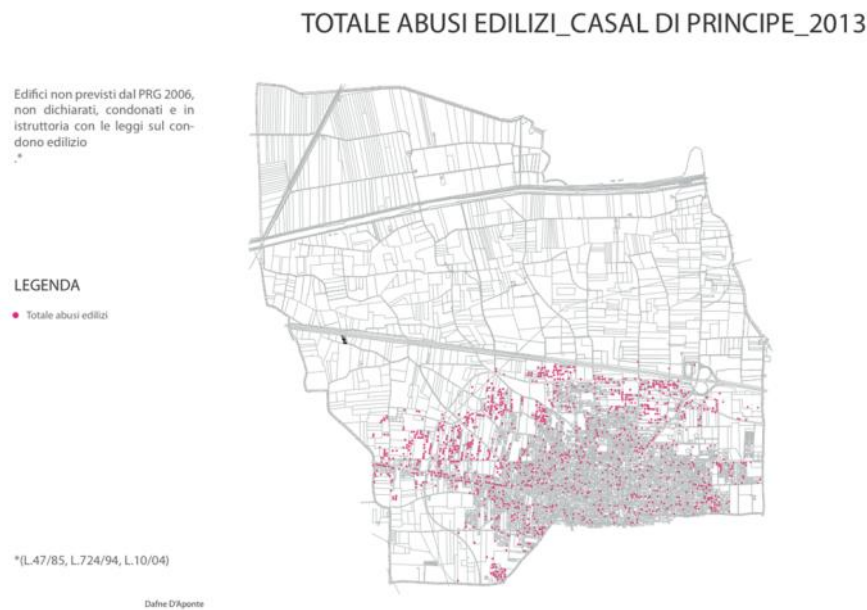 TOTALE ABUSI EDILIZI_CASAL DI PRINCIPE_2013
Edifici non previsti dal PRG 2006,
non dichiarati, condonati e in
istruttoria con le leggi sul con-
dono edilizio
.*
LEGENDA
Totale abusi edilizi
*(L.47/85, L.724/94, L.10/04)
Dafne D'Aponte